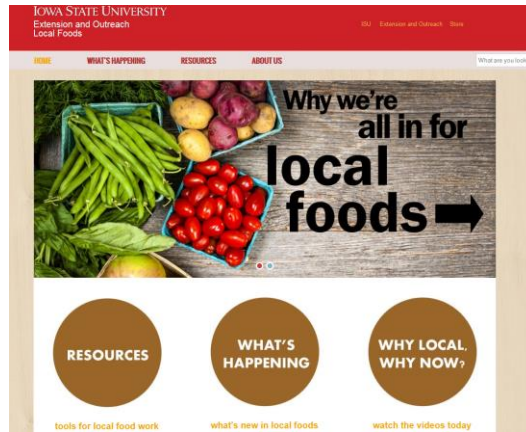 IOWA STATE UNIVERSITY
Extension and Outreach
Local Foods
ISU Extension and Outreach Store
HOME WHAT'S HAPPENING RESOURCES ABOUT US What are you look
Why we're
all in for
local
foods
RESOURCES
WHAT'S
HAPPENING
WHY LOCAL,
WHY NOW?
tools for local food work
what's new in local foods
watch the videos today